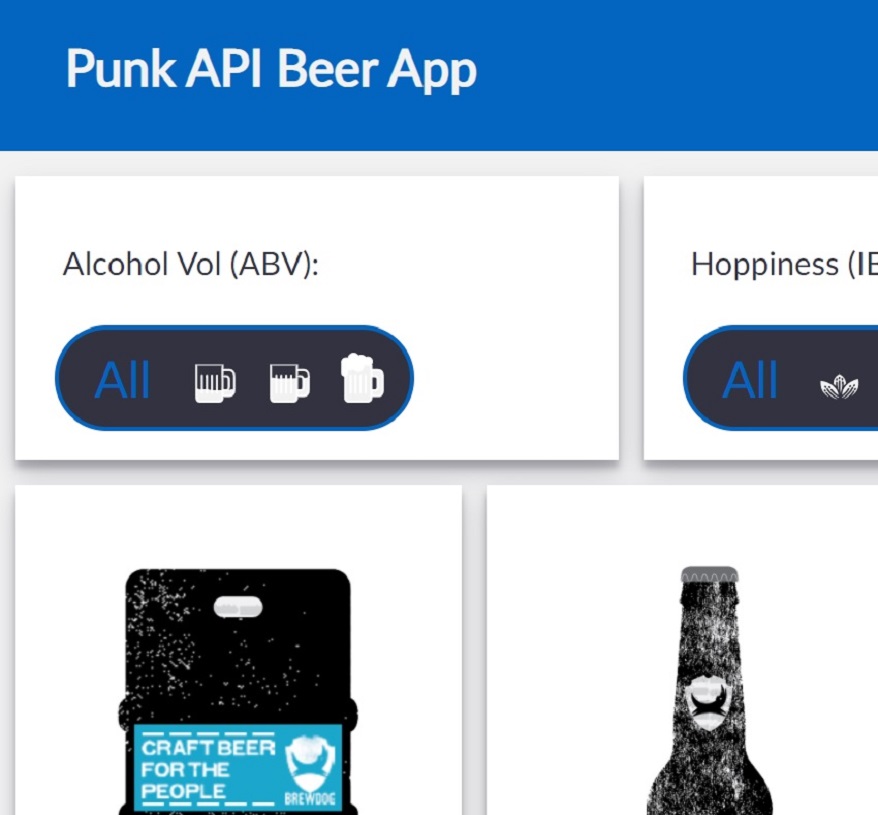 Punk API Beer App
Alcohol Vol (ABV):
Hoppiness (IB
All
All
CRAFT BEER
FOR THE
PEOPLE
BREWDOG